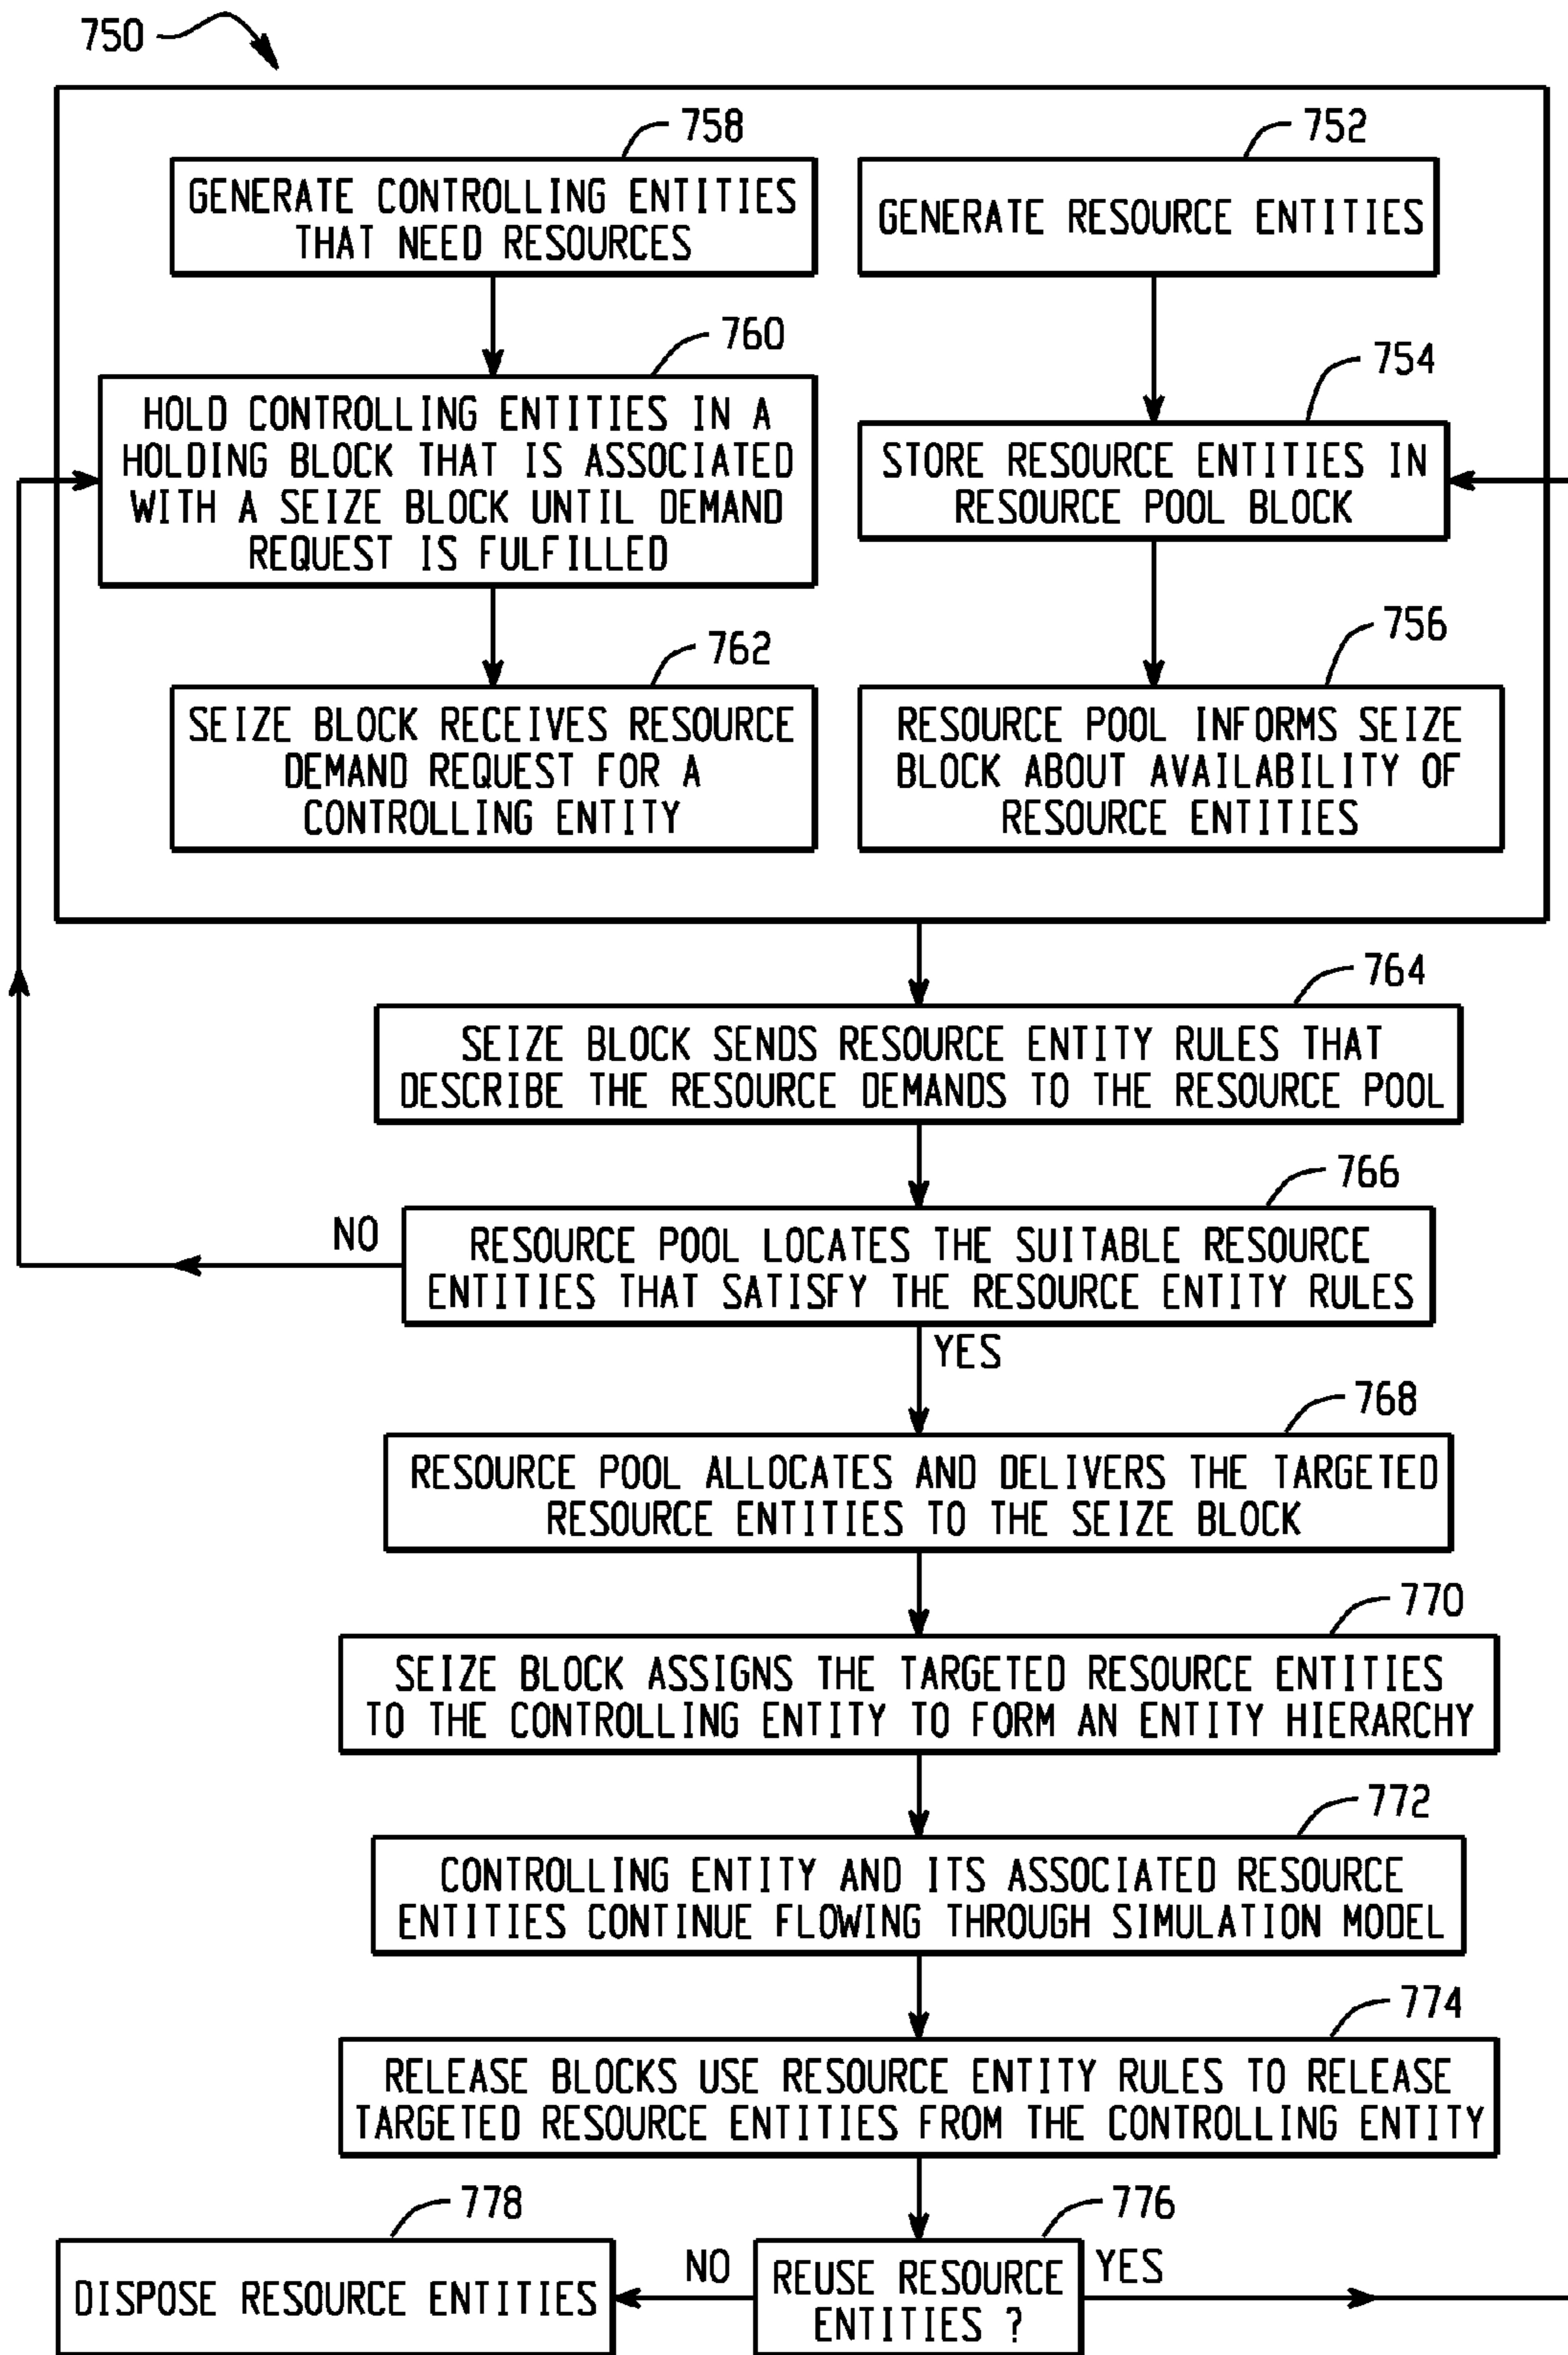 750
758
GENERATE CONTROLLING ENTITIES
THAT NEED RESOURCES
752
GENERATE RESOURCE ENTITIES
760
HOLD CONTROLLING ENTITIES IN A
HOLDING BLOCK THAT IS ASSOCIATED
WITH A SEIZE BLOCK UNTIL DEMAND
REQUEST IS FULFILLED
754
STORE RESOURCE ENTITIES IN
RESOURCE POOL BLOCK
762
SEIZE BLOCK RECEIVES RESOURCE
DEMAND REQUEST FOR A
CONTROLLING ENTITY
756
RESOURCE POOL INFORMS SEIZE
BLOCK ABOUT AVAILABILITY OF
RESOURCE ENTITIES
764
SEIZE BLOCK SENDS RESOURCE ENTITY RULES THAT
DESCRIBE THE RESOURCE DEMANDS TO THE RESOURCE POOL
766
NO
RESOURCE POOL LOCATES THE SUITABLE RESOURCE
ENTITIES THAT SATISFY THE RESOURCE ENTITY RULES
YES
768
RESOURCE POOL ALLOCATES AND DELIVERS THE TARGETED
RESOURCE ENTITIES TO THE SEIZE BLOCK
770
SEIZE BLOCK ASSIGNS THE TARGETED RESOURCE ENTITIES
TO THE CONTROLLING ENTITY TO FORM AN ENTITY HIERARCHY
772
CONTROLLING ENTITY AND ITS ASSOCIATED RESOURCE
ENTITIES CONTINUE FLOWING THROUGH SIMULATION MODEL
774
RELEASE BLOCKS USE RESOURCE ENTITY RULES TO RELEASE
TARGETED RESOURCE ENTITIES FROM THE CONTROLLING ENTITY
778
DISPOSE RESOURCE ENTITIES
NO
776
REUSE RESOURCE
ENTITIES ?
YES